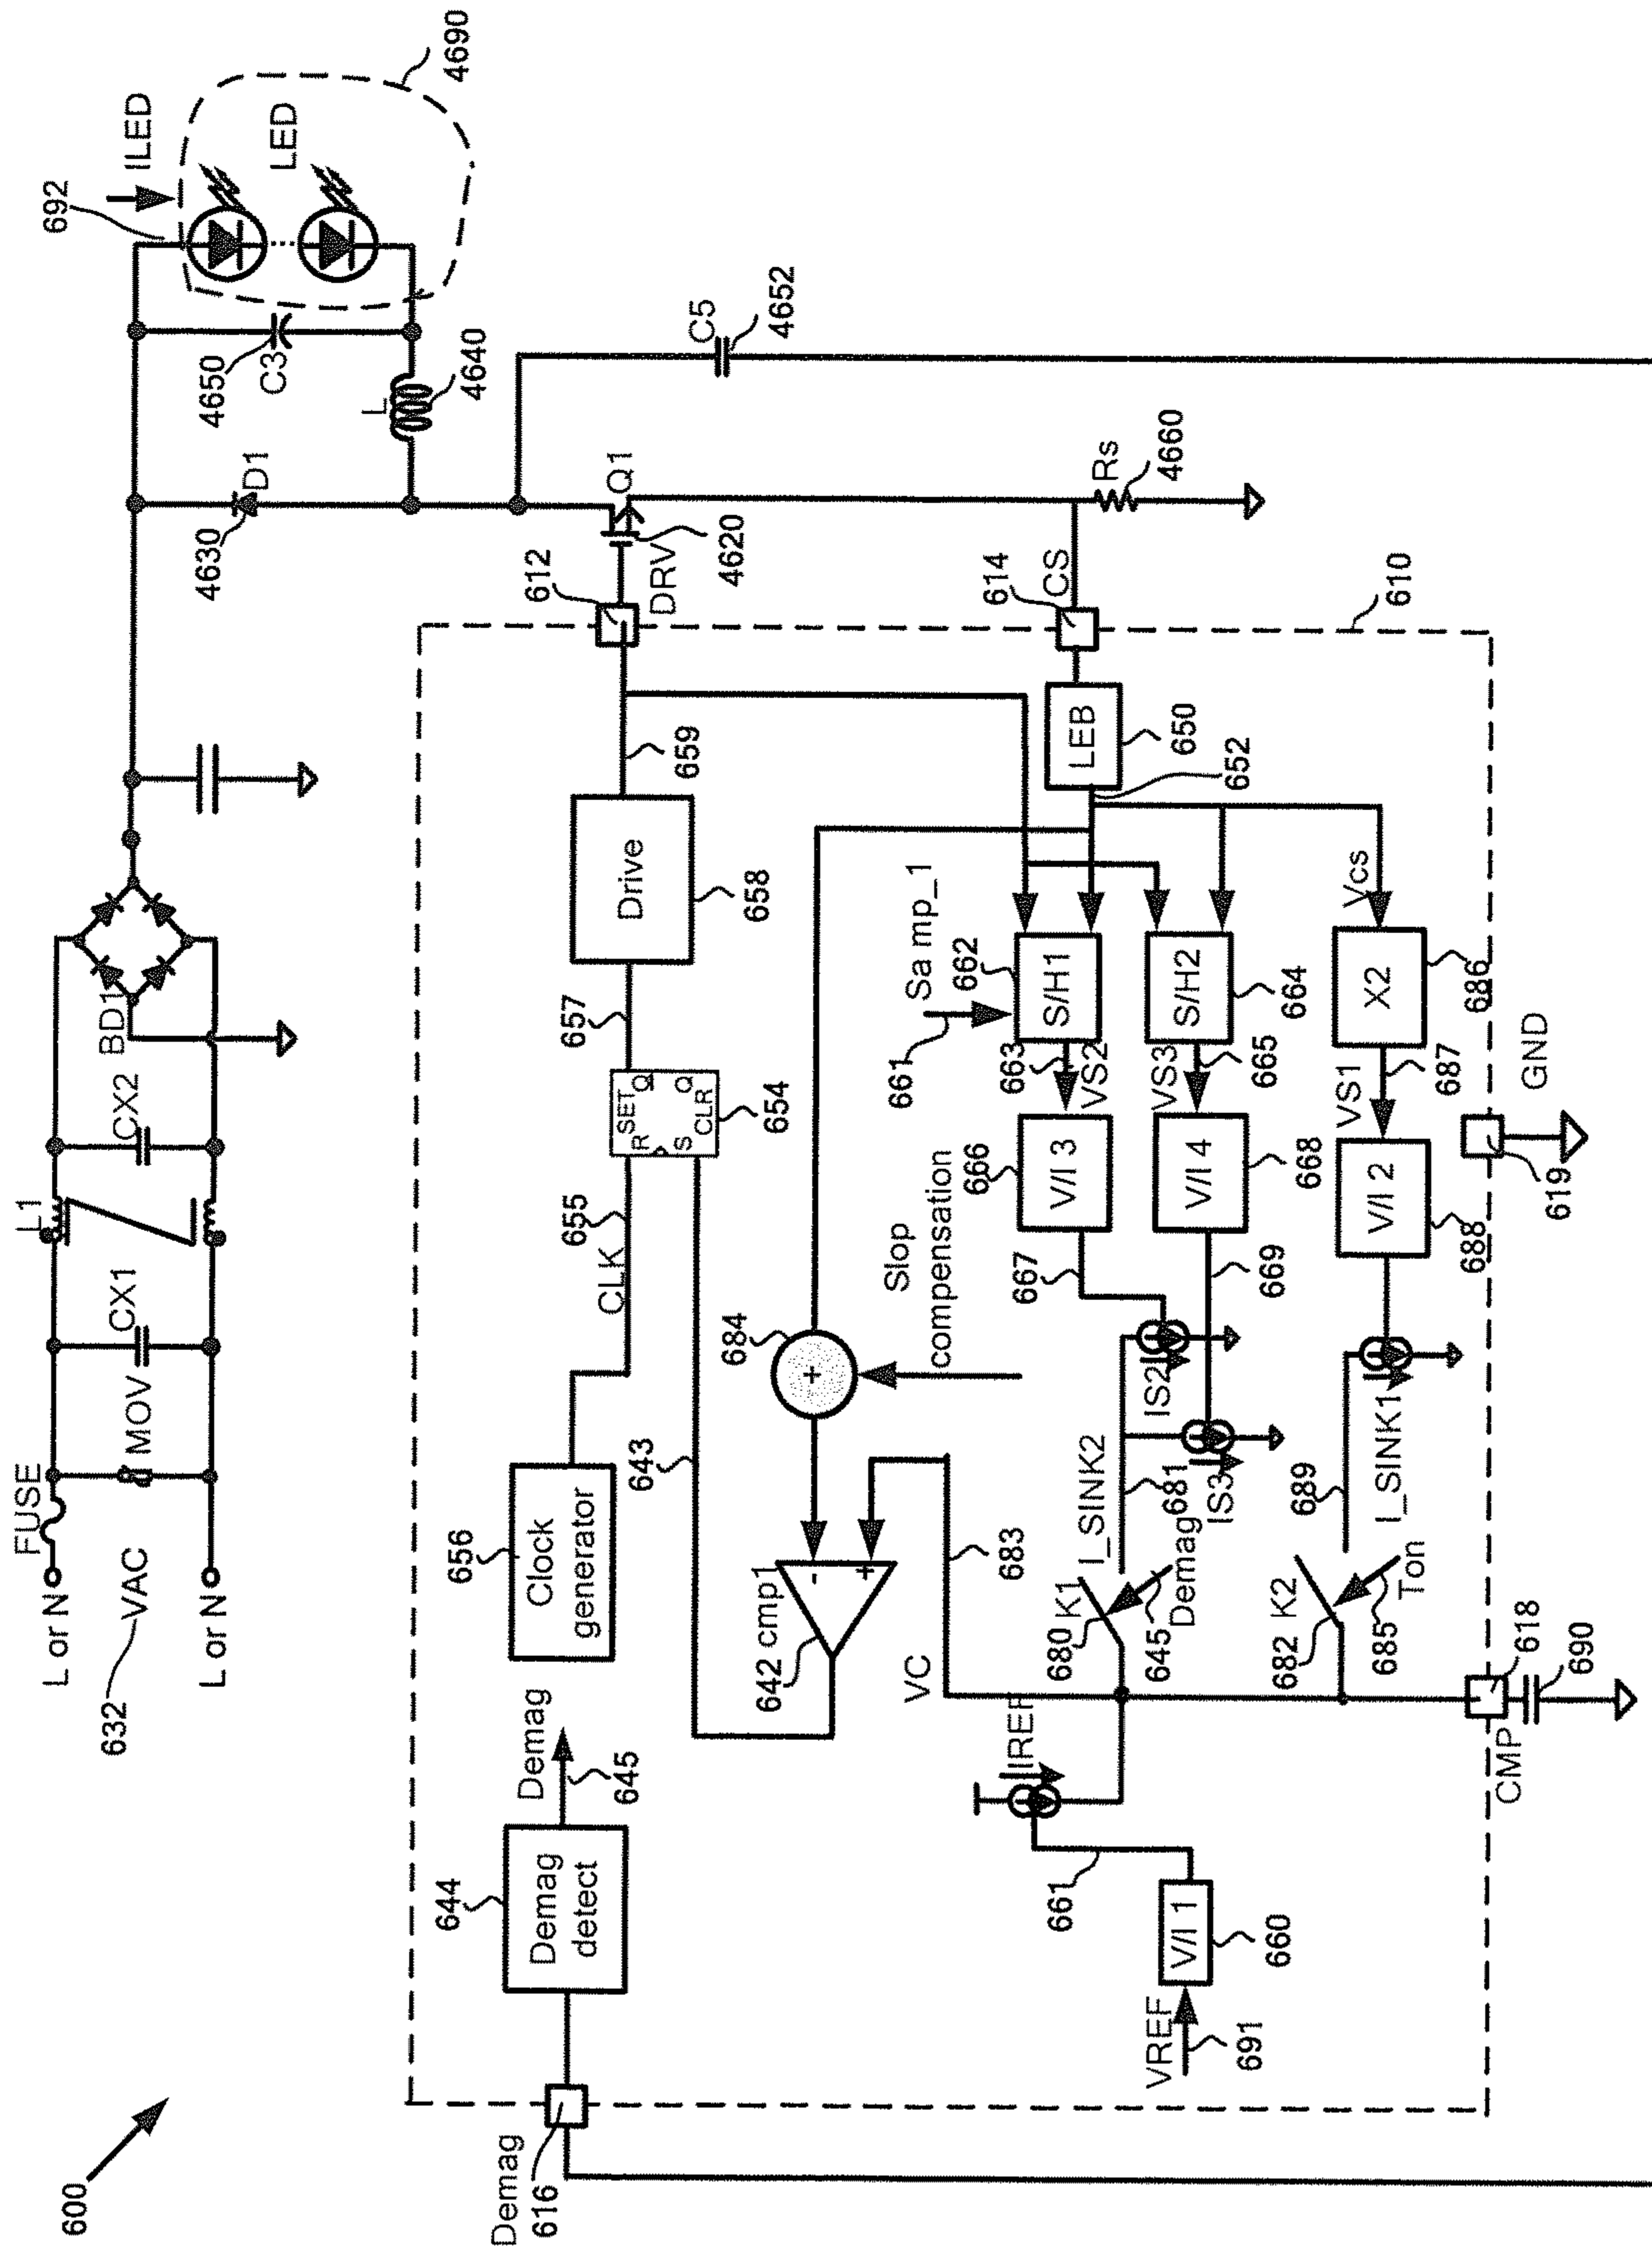 600
L or N
FUSE
632
VAC
L or N
MOV
CX1
L1
CX2
BD1
4630
D1
4650
C3
L
4640
692
ILED
LED
4690
C5
4652
Demag
616
644
Demag
detect
Demag
645
656
Clock
generator
CLK
655
R
SET
Q
S
CLR
Q
654
657
Drive
658
659
612
DRV
Q1
4620
Rs
4660
614
CS
610
LEB
650
652
642
cmp1
-
+
643
684
+
Slop
compensation
683
VC
661
Sa mp_1
662
S/H1
663
VS2
S/H2
664
665
VS3
Vcs
X2
686
687
VS1
666
V/I 3
667
V/I 4
668
669
V/I 2
688
IS2
IS3
I_SINK2
681
I_SINK1
689
K1
680
645
Demag
K2
682
685
Ton
IREF
661
V/I 1
660
VREF
691
CMP
618
690
619
GND